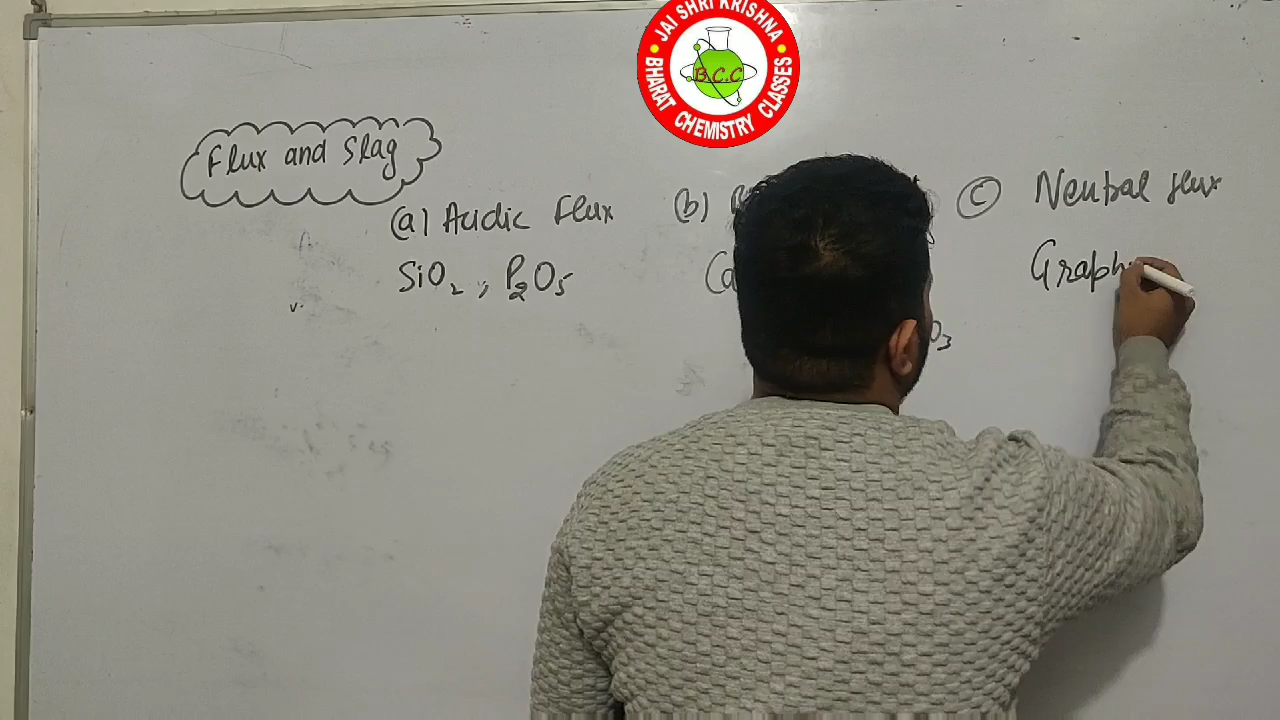 JAI SHRI KRISHNA
B.C.C
BHARAT CHEMISTRY CLASSES
Flux and Slag
(a) Acidic Flux
(b)
(c) Neutral flux
SiO₂, P₂O₅
Graph